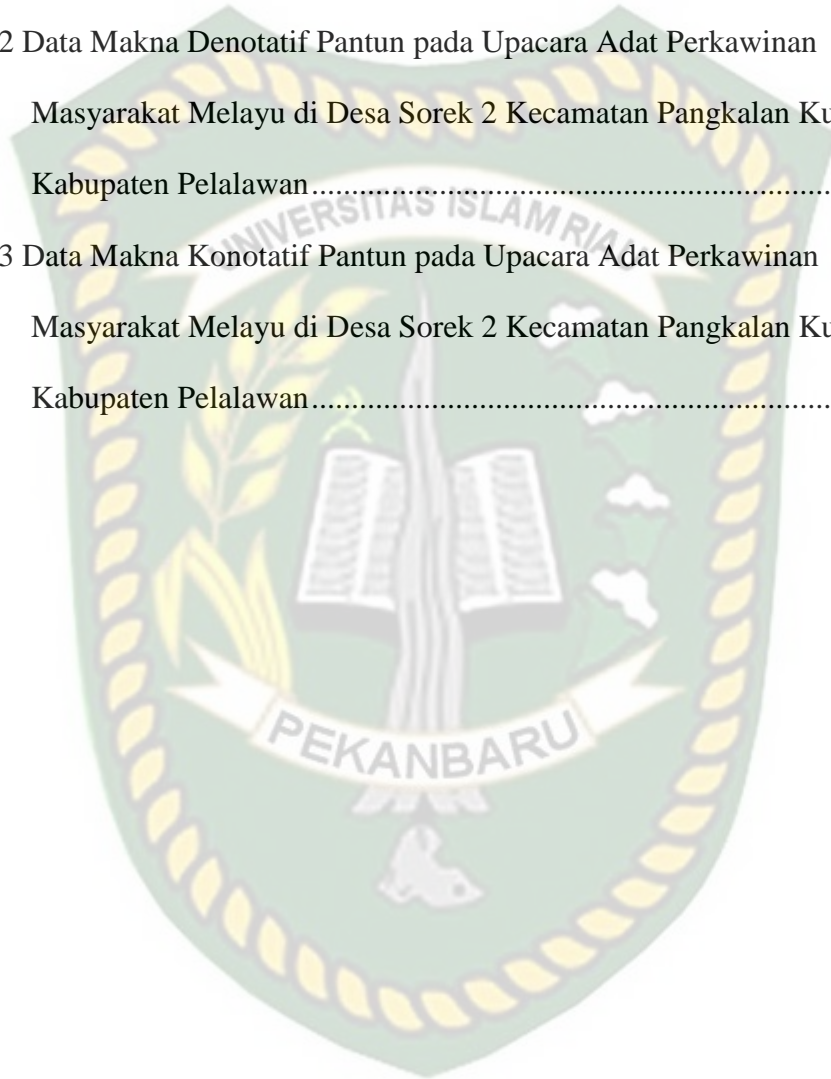 2 Data Makna Denotatif Pantun pada Upacara Adat Perkawinan
Masyarakat Melayu di Desa Sorek 2 Kecamatan Pangkalan Ku
Kabupaten Pelalawan........................................................................
UNIVERSITAS ISLAM RIAU
3 Data Makna Konotatif Pantun pada Upacara Adat Perkawinan
Masyarakat Melayu di Desa Sorek 2 Kecamatan Pangkalan Ku
Kabupaten Pelalawan........................................................................
PEKANBARU